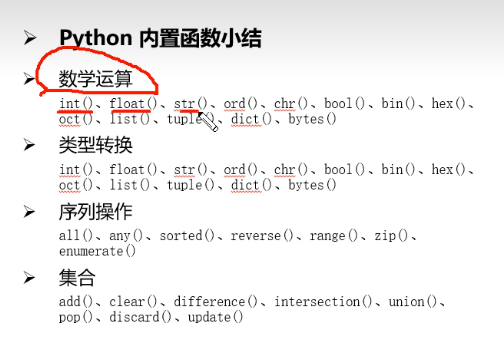 Python 内置函数小结
数学运算
int()、float()、str()、ord()、chr()、bool()、bin()、hex()、
oct()、list()、tuple()、dict()、bytes()
类型转换
int()、float()、str()、ord()、chr()、bool()、bin()、hex()、
oct()、list()、tuple()、dict()、bytes()
序列操作
all()、any()、sorted()、reverse()、range()、zip()、
enumerate()
集合
add()、clear()、difference()、intersection()、union()、
pop()、discard()、update()